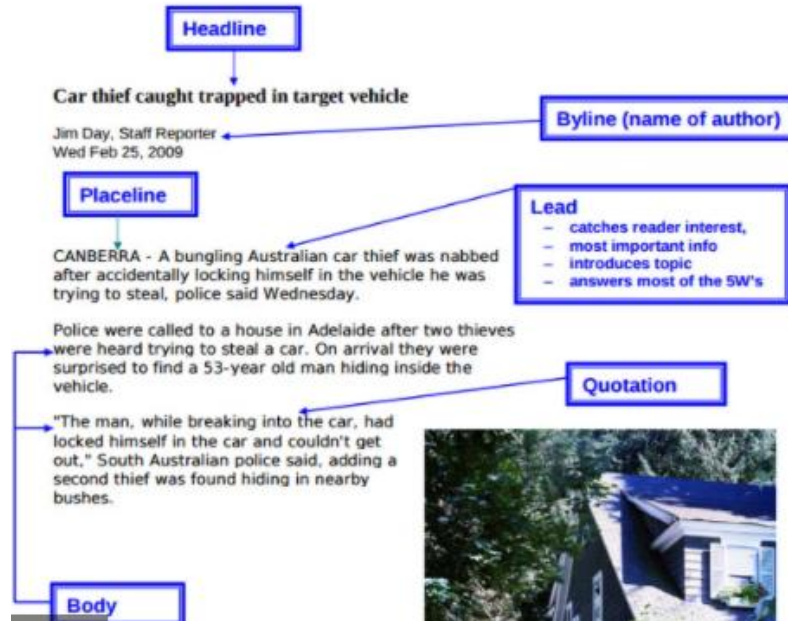 Headline
Car thief caught trapped in target vehicle
Byline (name of author)
Jim Day, Staff Reporter
Wed Feb 25, 2009
Placeline
Lead
– catches reader interest,
– most important info
– introduces topic
– answers most of the 5W's
CANBERRA - A bungling Australian car thief was nabbed
after accidentally locking himself in the vehicle he was
trying to steal, police said Wednesday.
Police were called to a house in Adelaide after two thieves
were heard trying to steal a car. On arrival they were
surprised to find a 53-year old man hiding inside the
vehicle.
Quotation
"The man, while breaking into the car, had
locked himself in the car and couldn't get
out," South Australian police said, adding a
second thief was found hiding in nearby
bushes.
Body